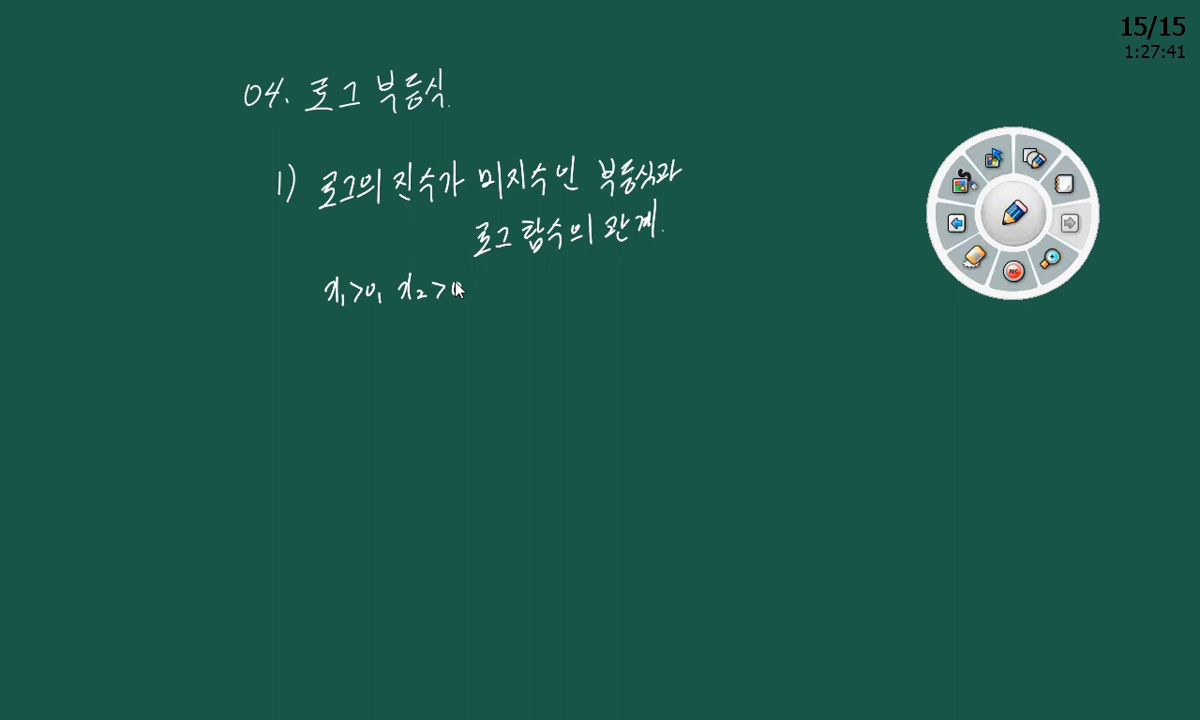 15/15
1:27:41
04. 로그 부등식.
1) 로그의 진수가 미지수인 부등식과
로그 함수의 관계.
x₁>0, x₂>0
REC